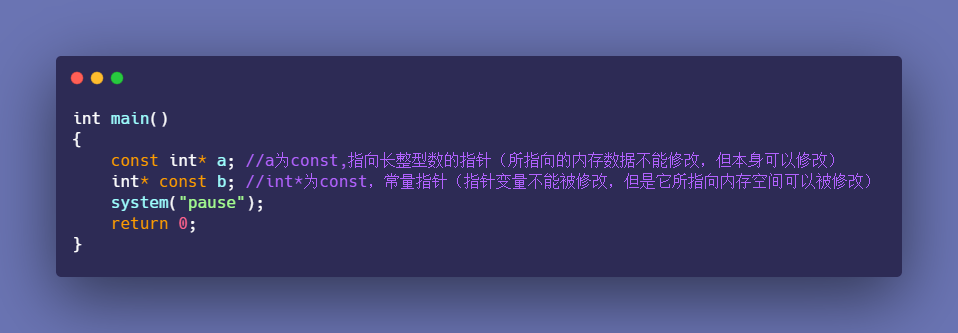 int main()
{
    const int* a; //a为const,指向长整型数的指针（所指向的内存数据不能修改，但本身可以修改）
    int* const b; //int*为const，常量指针（指针变量不能被修改，但是它所指向内存空间可以被修改）
    system("pause");
    return 0;
}